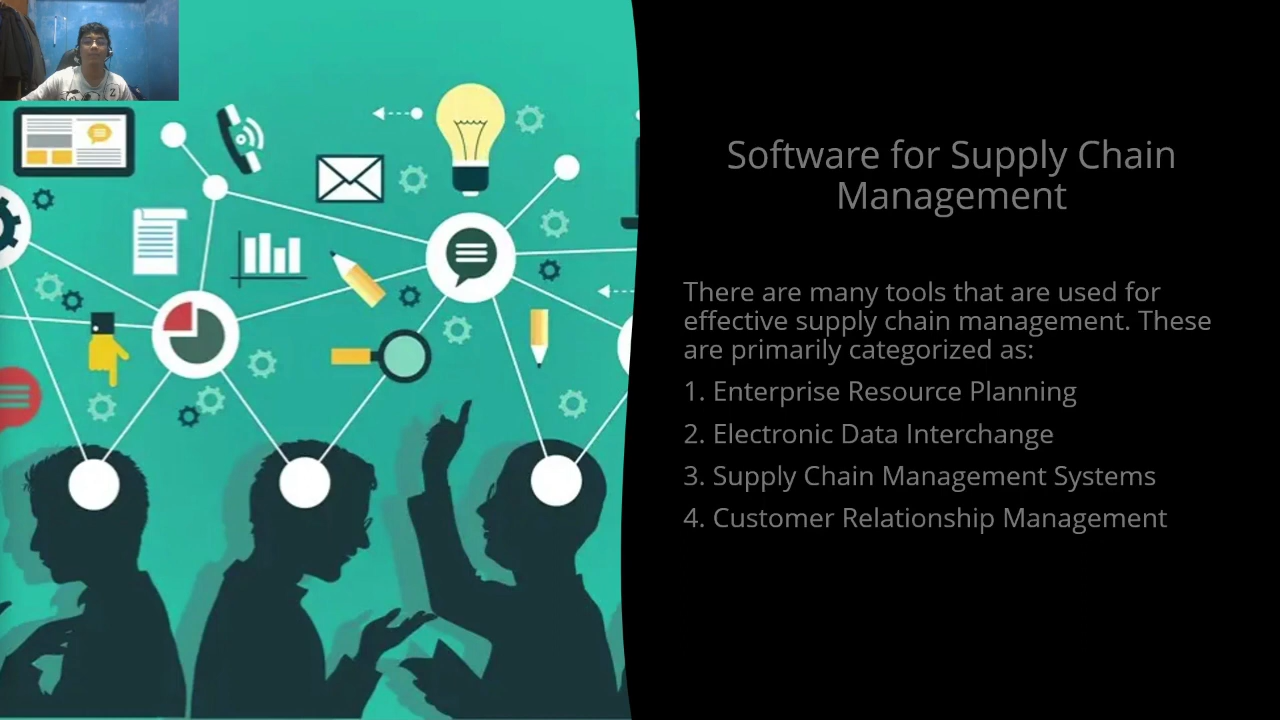 Software for Supply Chain
Management
There are many tools that are used for
effective supply chain management. These
are primarily categorized as:
1. Enterprise Resource Planning
2. Electronic Data Interchange
3. Supply Chain Management Systems
4. Customer Relationship Management